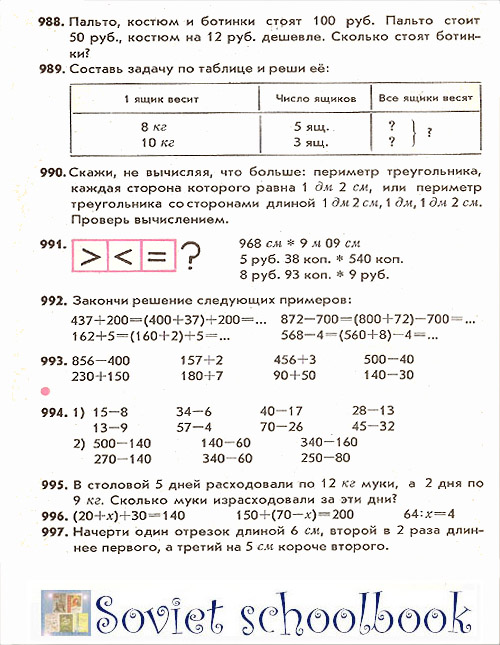 988. Пальто, костюм и ботинки стоят 100 руб. Пальто стоит
50 руб., костюм на 12 руб. дешевле. Сколько стоят ботин-
ки?
989. Составь задачу по таблице и реши её:
1 ящик весит Число ящиков Все ящики весят
8 кг 5 ящ. ?
10 кг 3 ящ. ? } ?
990. Скажи, не вычисляя, что больше: периметр треугольника,
каждая сторона которого равна 1 дм 2 см, или периметр
треугольника со сторонами длиной 1 дм 2 см, 1 дм, 1 дм 2 см.
Проверь вычислением.
991. > < = ? 968 см * 9 м 09 см
5 руб. 38 коп. * 540 коп.
8 руб. 93 коп. * 9 руб.
992. Закончи решение следующих примеров:
437+200=(400+37)+200=... 872−700=(800+72)−700=...
162+5=(160+2)+5=... 568−4=(560+8)−4=...
993. 856−400 157+2 456+3 500−40
230+150 180+7 90+50 140−30
994. 1) 15−8 34−6 40−17 28−13
13−9 57−4 70−26 45−32
2) 500−140 140−60 340−160
270−140 340−60 250−80
995. В столовой 5 дней расходовали по 12 кг муки, а 2 дня по
9 кг. Сколько муки израсходовали за эти дни?
996. (20+x)+30=140 150+(70−x)=200 64:x=4
997. Начерти один отрезок длиной 6 см, второй в 2 раза длин-
нее первого, а третий на 5 см короче второго.
Soviet schoolbook